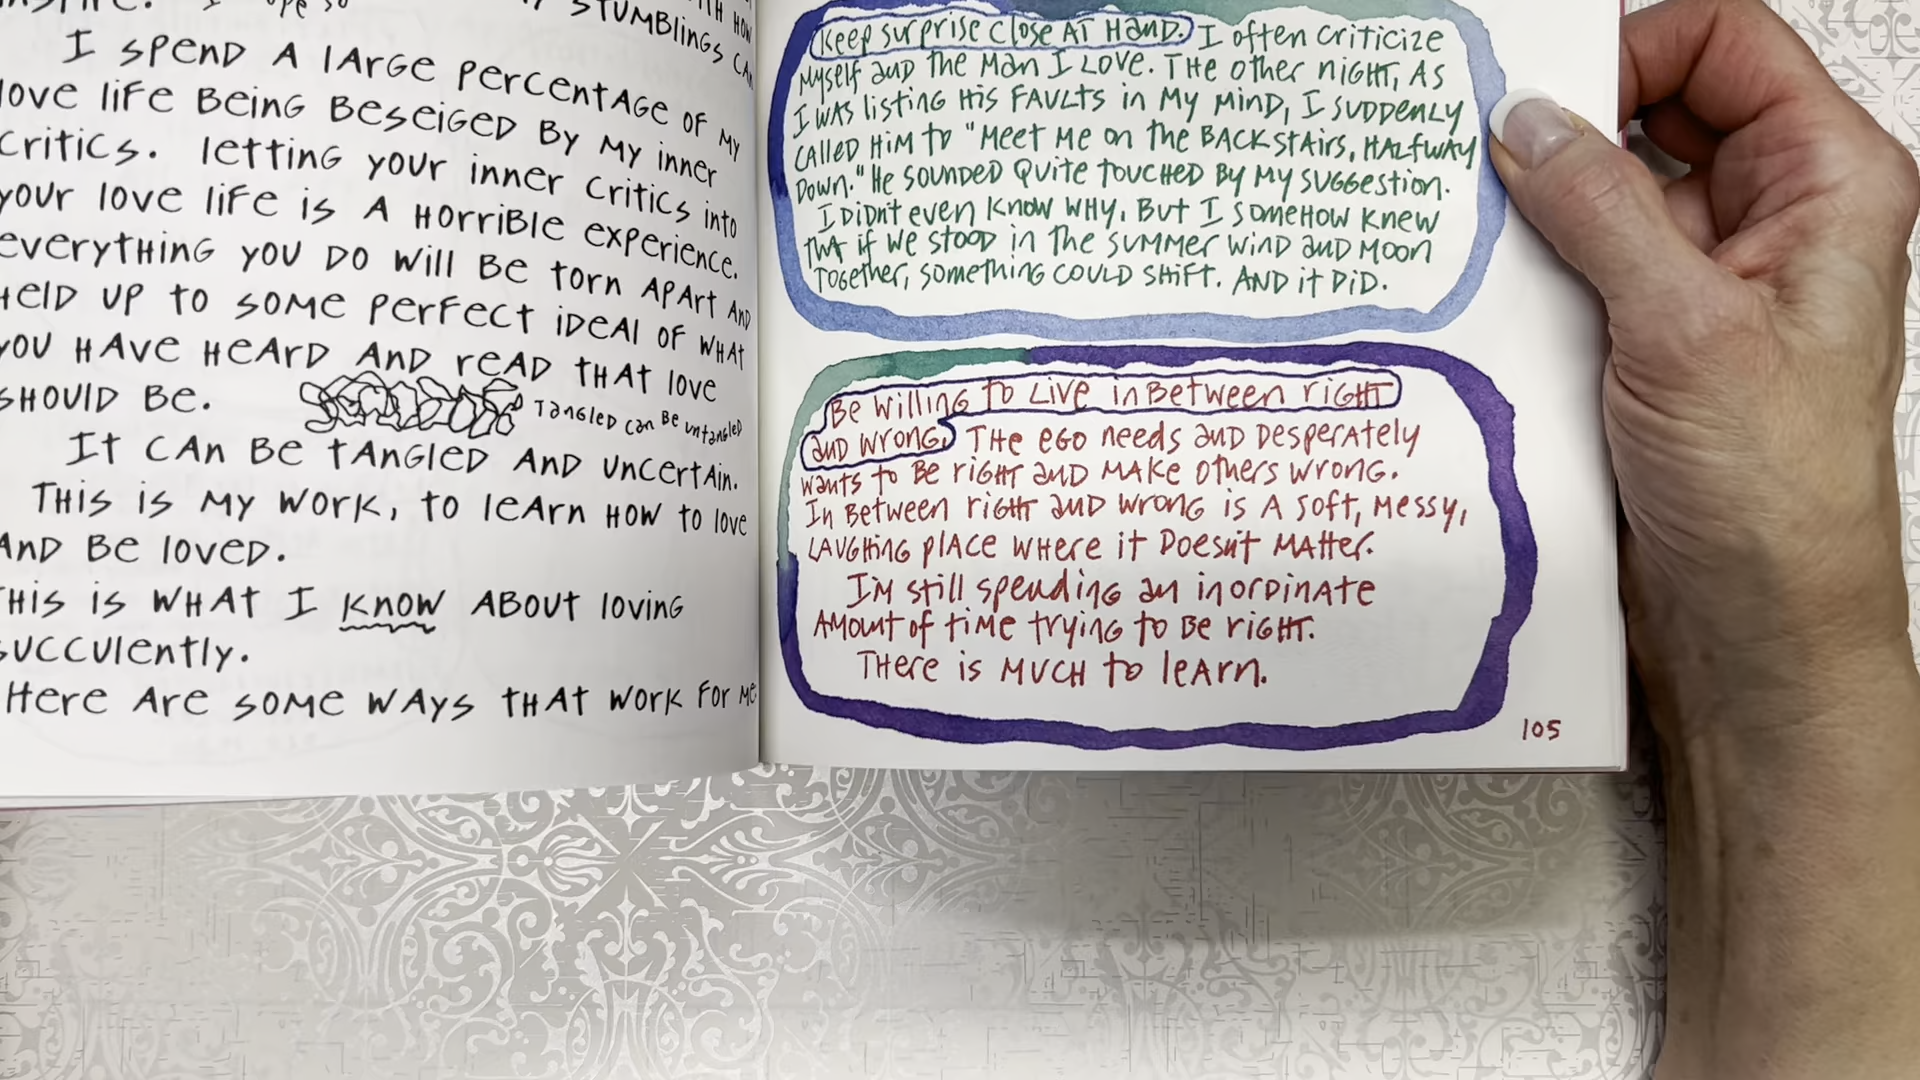 I spend A lArge percentAge of my
love life Being Beseiged By my inner
critics. letting your inner critics into
your love life is A Horrible experience.
everything you Do will Be torn ApArt And
Held up to some perfect iDeAl of what
you HAve HeArd And reAD that love
SHould Be.
TAngled can Be untangled
It cAn Be tAngled And uncertAin.
This is my work, to leArn How to love
And Be loved.
This is what I know ABout loving
succulently.
Here Are some wAys that work for me
Keep surprise close At HAnd. I often criticize
Myself and the MAn I Love. The other night, As
I wAs listing His FAults in my minD, I suddenly
cAlled Him to "Meet me on the BAckstAirs, HAlfwAy
Down." He sounded Quite touched By my suggestion.
I Didn't even know why, But I somehow knew
thAt if we stood in the summer wind and Moon
together, something could sHift. And it DiD.
Be willing to Live inBetween rigHt
and wrong. The ego needs and Desperately
wants to Be rigHt and MAke others wrong.
In Between rigHt and wrong is A soft, messy,
lAugHing plAce where it Doesn't MAtter.
I'm still spending an inordinAte
Amount of time trying to Be rigHt.
There is Much to leArn.
105